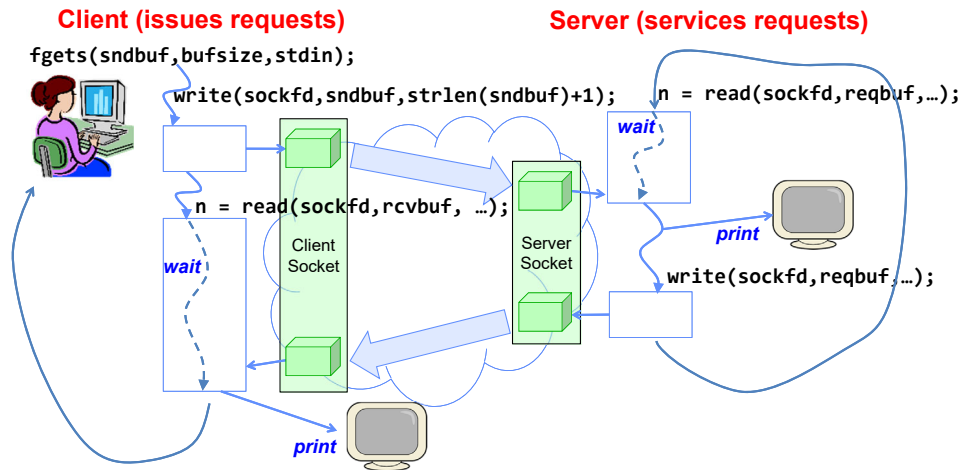 Client (issues requests)
Server (services requests)
fgets(sndbuf,bufsize,stdin);
write(sockfd,sndbuf,strlen(sndbuf)+1);
n = read(sockfd,reqbuf,…);
wait
n = read(sockfd,rcvbuf, …);
print
Client
Socket
Server
Socket
wait
write(sockfd,reqbuf,…);
print